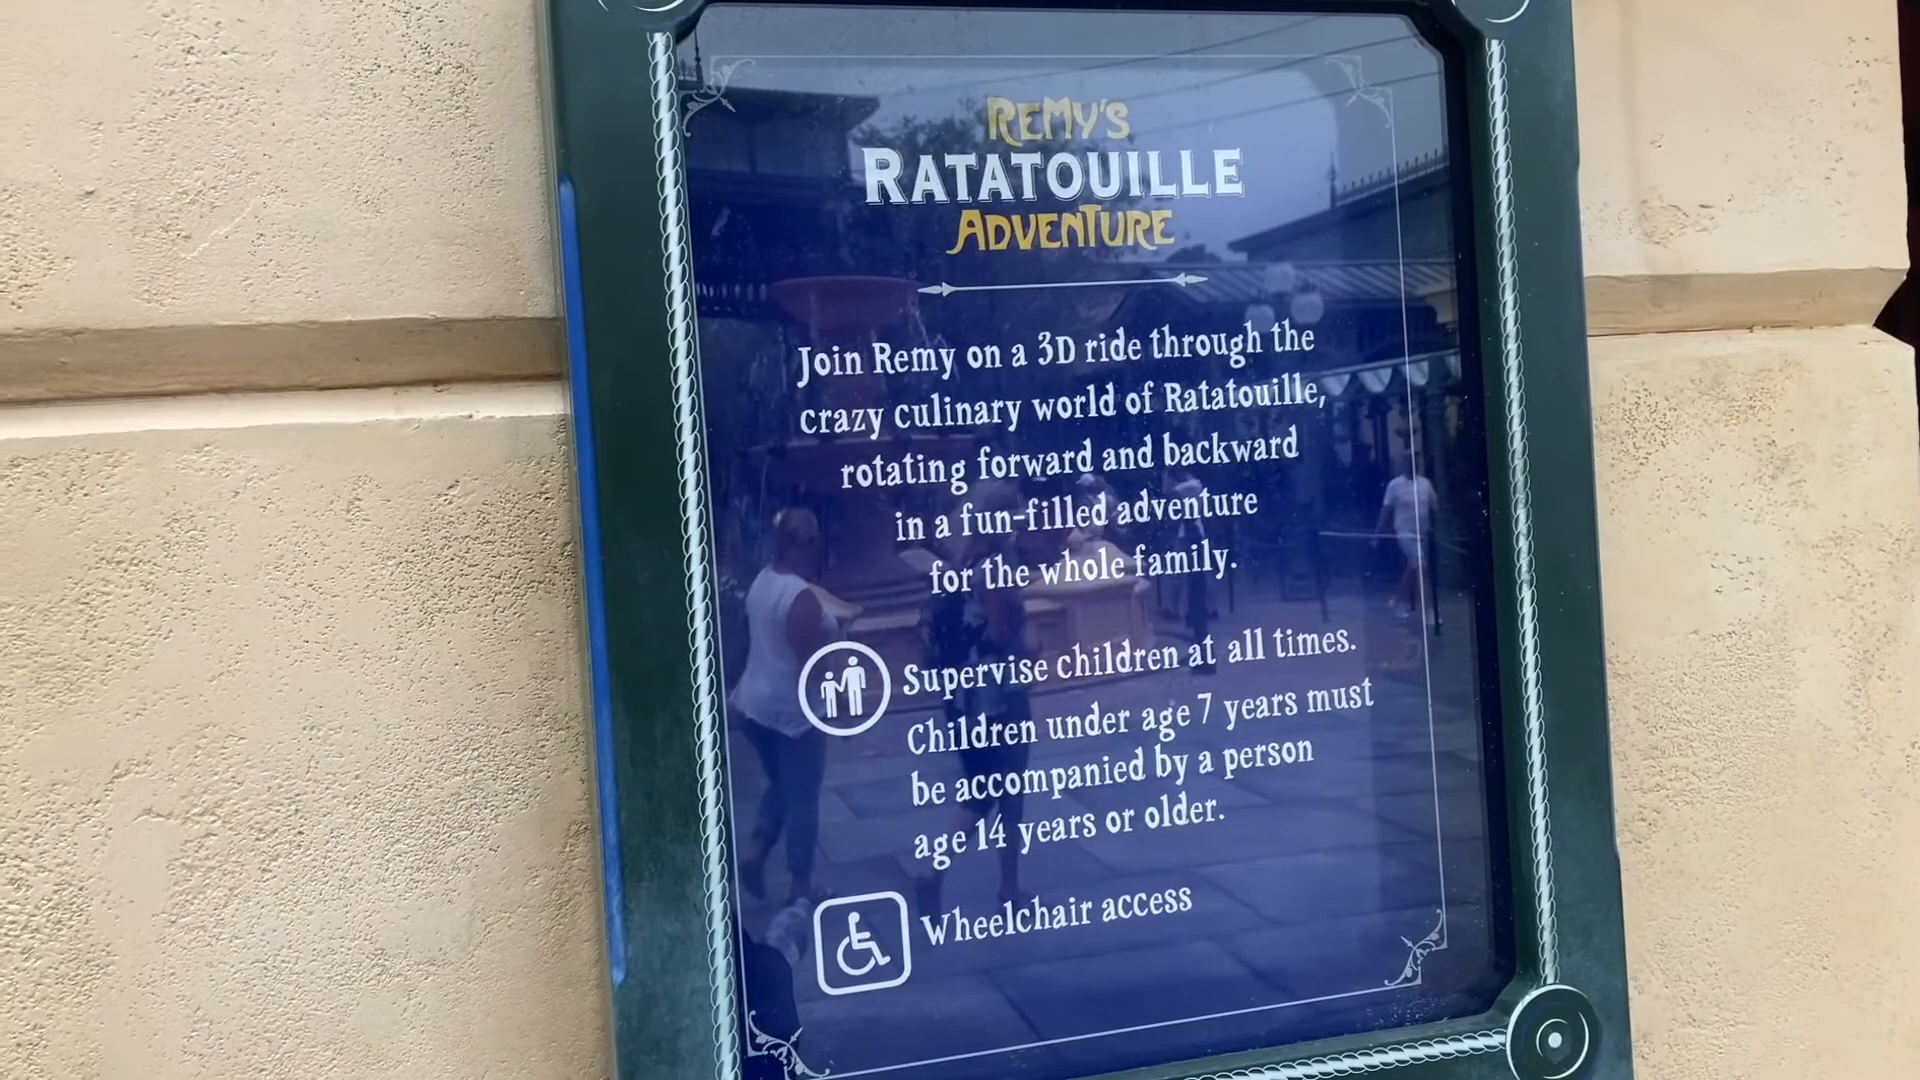 REMY'S
RATATOUILLE
ADVENTURE
Join Remy on a 3D ride through the
crazy culinary world of Ratatouille,
rotating forward and backward
in a fun-filled adventure
for the whole family.
Supervise children at all times.
Children under age 7 years must
be accompanied by a person
age 14 years or older.
Wheelchair access